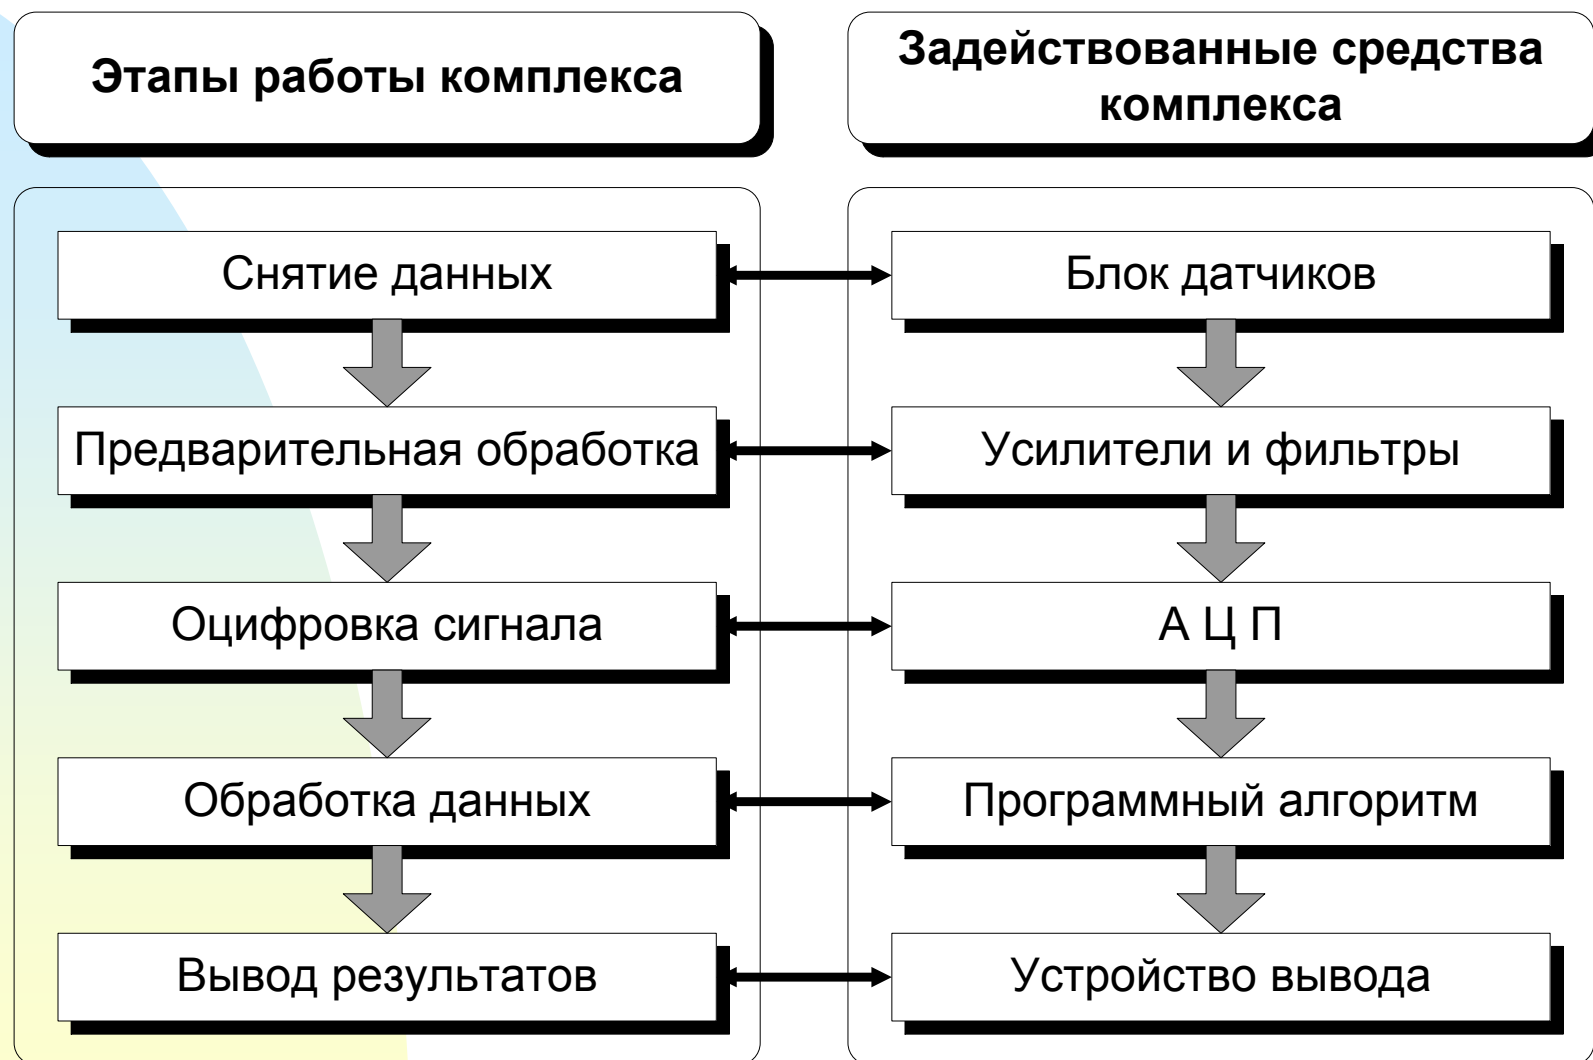 Этапы работы комплекса
Задействованные средства
комплекса
Снятие данных
Блок датчиков
Предварительная обработка
Усилители и фильтры
Оцифровка сигнала
А Ц П
Обработка данных
Программный алгоритм
Вывод результатов
Устройство вывода